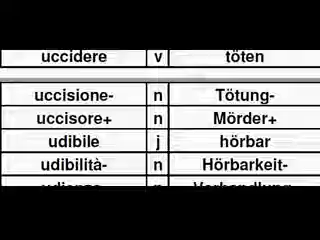 uccidere v töten
uccisione- n Tötung-
uccisore+ n Mörder+
udibile j hörbar
udibilità- n Hörbarkeit-